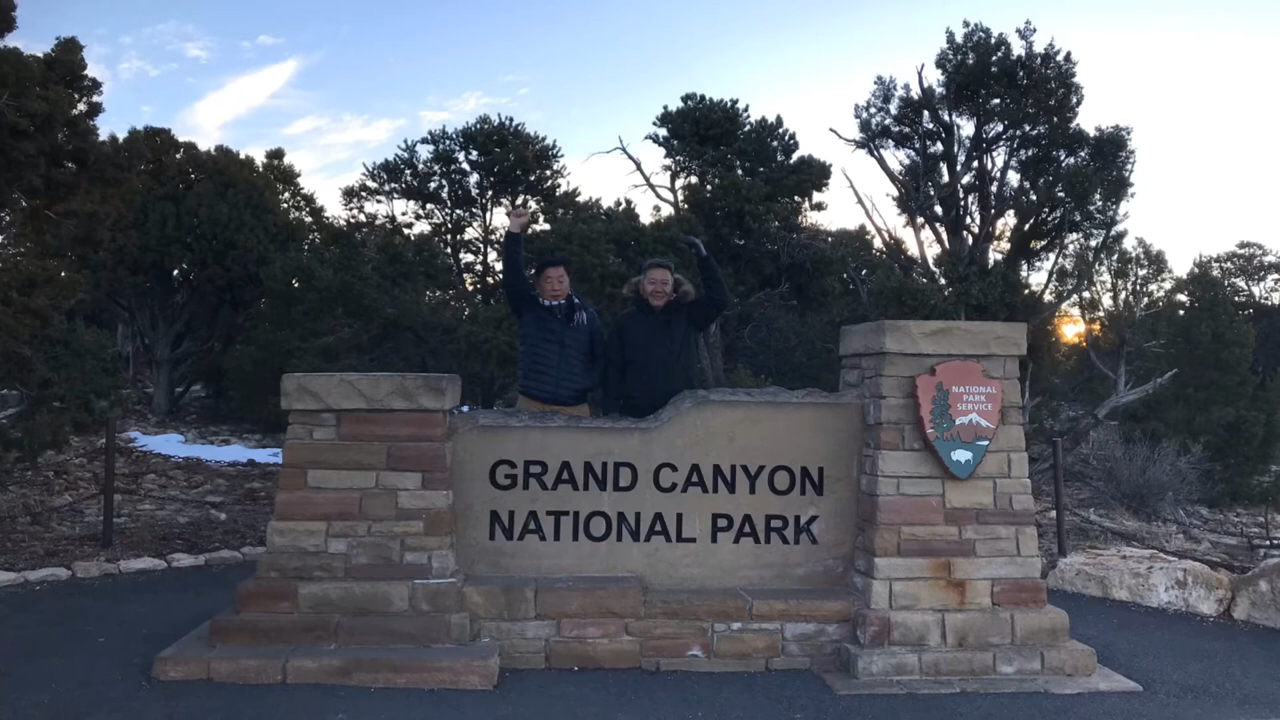 GRAND CANYON
NATIONAL PARK
NATIONAL
PARK
SERVICE